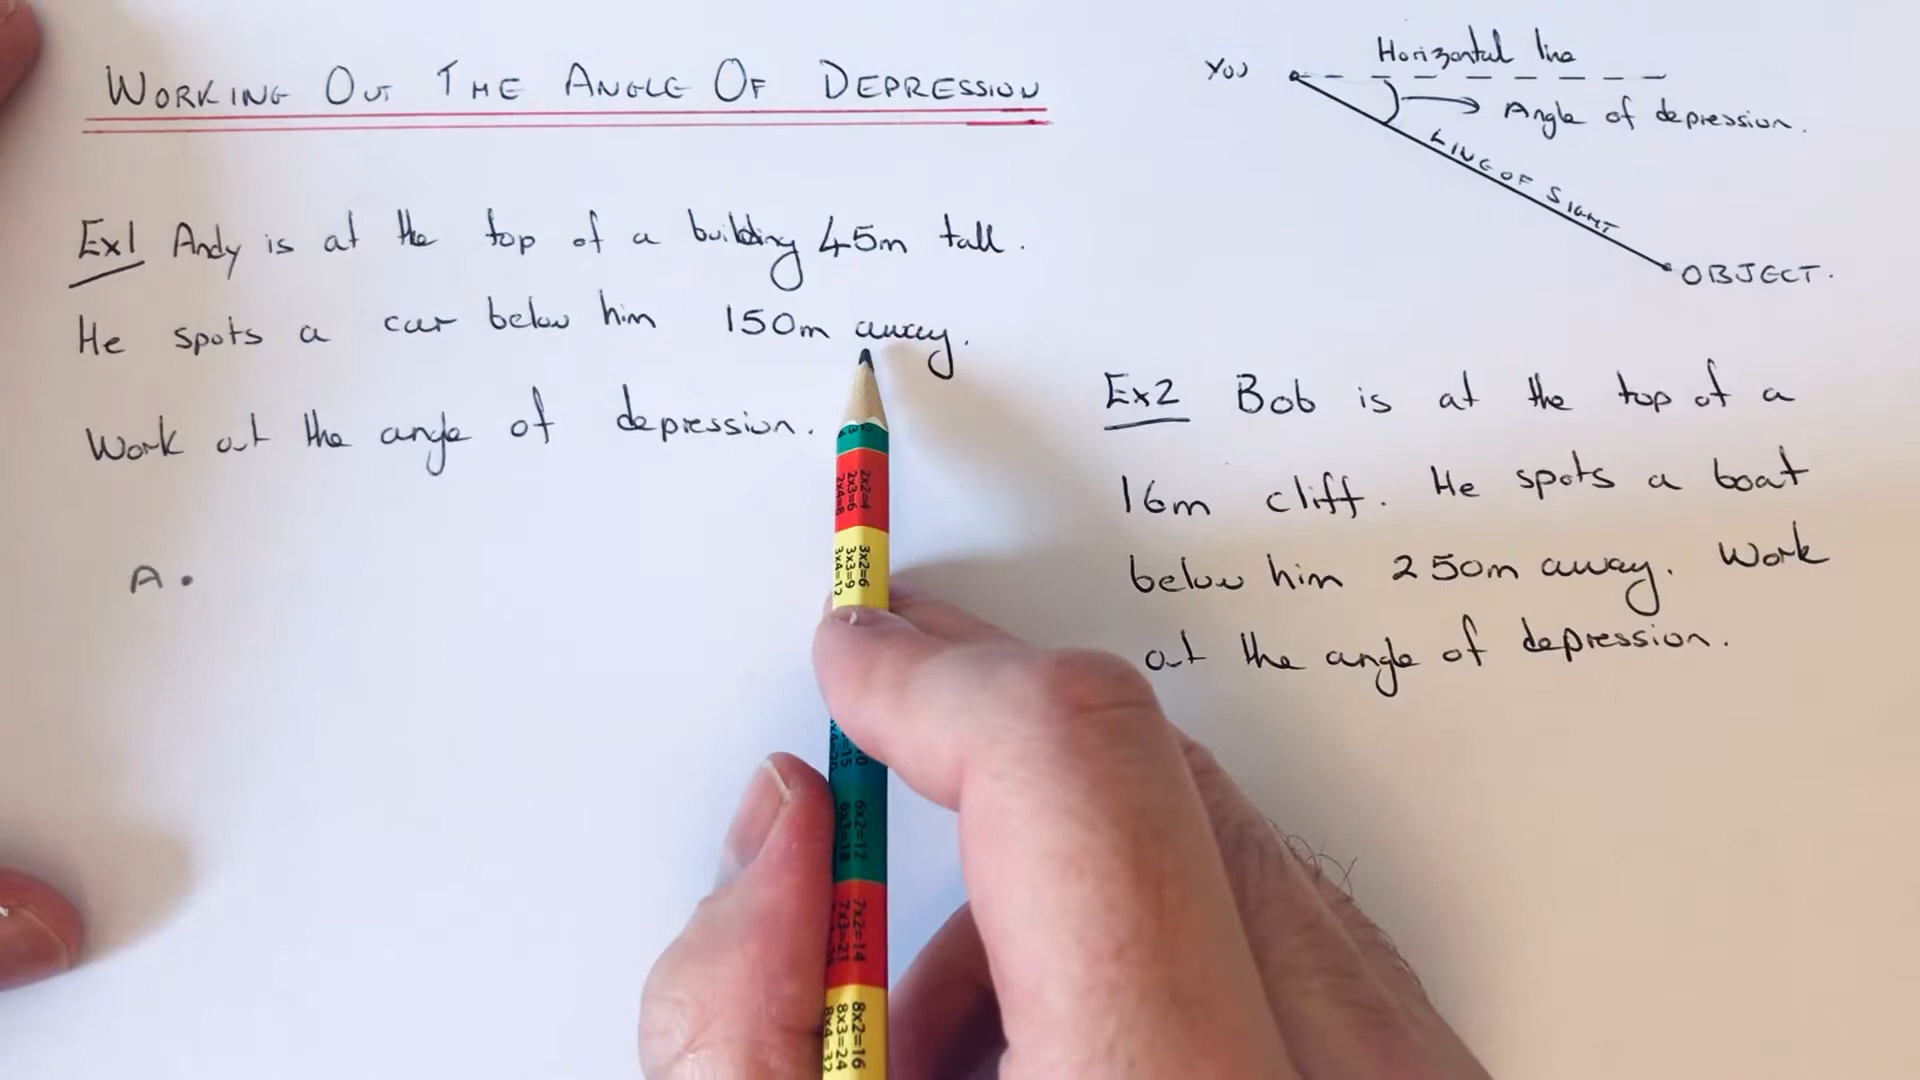 WORKING OUT THE ANGLE OF DEPRESSION
Ex1 Andy is at the top of a building 45m tall.
He spots a car below him 150m away.
Work out the angle of depression.
A
YOU
Horizontal line
Angle of depression.
LINE OF SIGHT
OBJECT.
Ex2 Bob is at the top of a
16m cliff. He spots a boat
below him 250m away. Work
out the angle of depression.
2x2=4
2x3=6
2x4=8
3x2=6
3x3=9
3x4=12
6x2=12
6x3=18
7x2=14
7x3=21
8x2=16
8x3=24
8x4=32